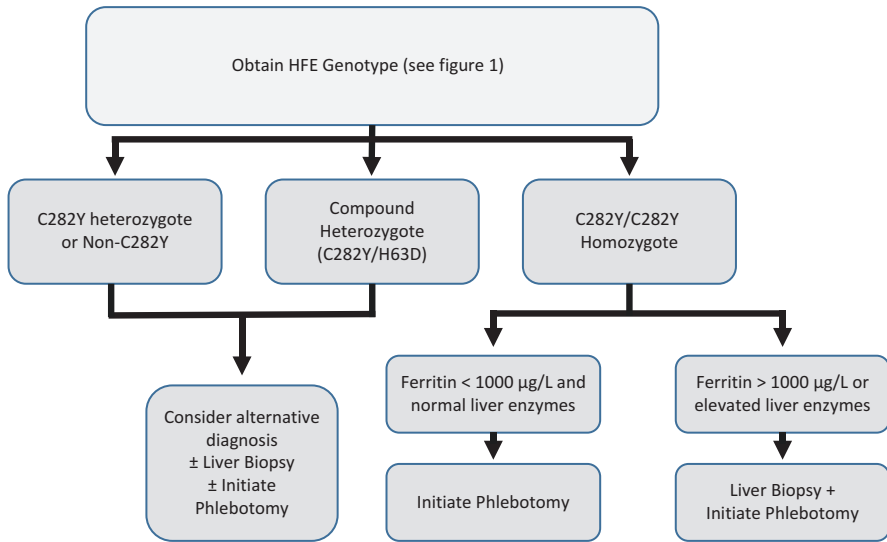 Obtain HFE Genotype (see figure 1)
C282Y heterozygote
or Non-C282Y
Compound
Heterozygote
(C282Y/H63D)
C282Y/C282Y
Homozygote
Consider alternative
diagnosis
± Liver Biopsy
± Initiate
Phlebotomy
Ferritin < 1000 µg/L and
normal liver enzymes
Ferritin > 1000 µg/L or
elevated liver enzymes
Initiate Phlebotomy
Liver Biopsy +
Initiate Phlebotomy